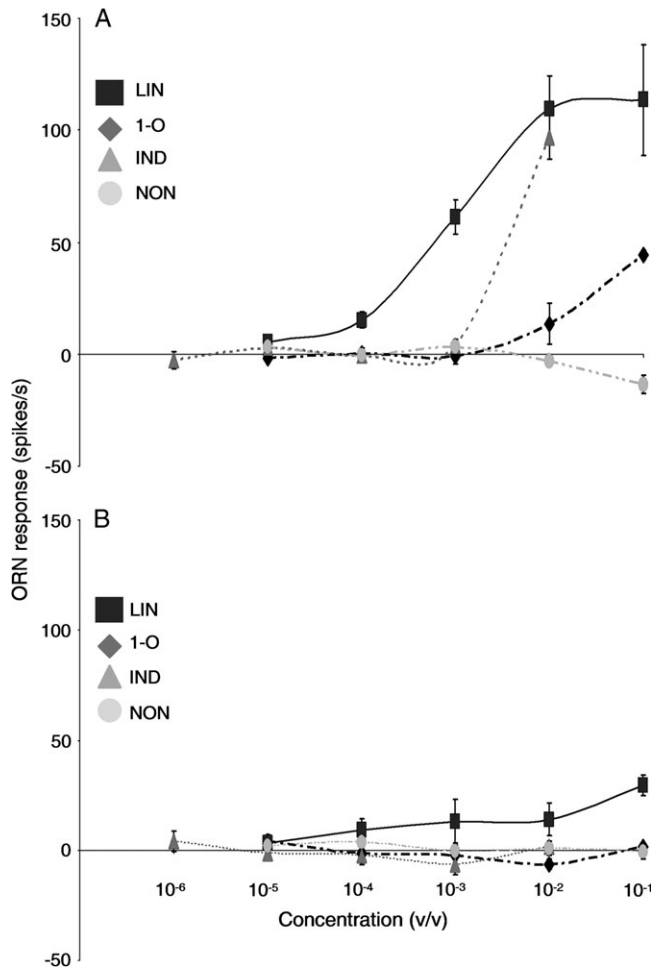 A
150
LIN
1-O
IND
NON
100
50
0
-50
ORN response (spikes/s)
B
150
LIN
1-O
IND
NON
100
50
0
10-6 10-5 10-4 10-3 10-2 10-1
Concentration (v/v)
-50